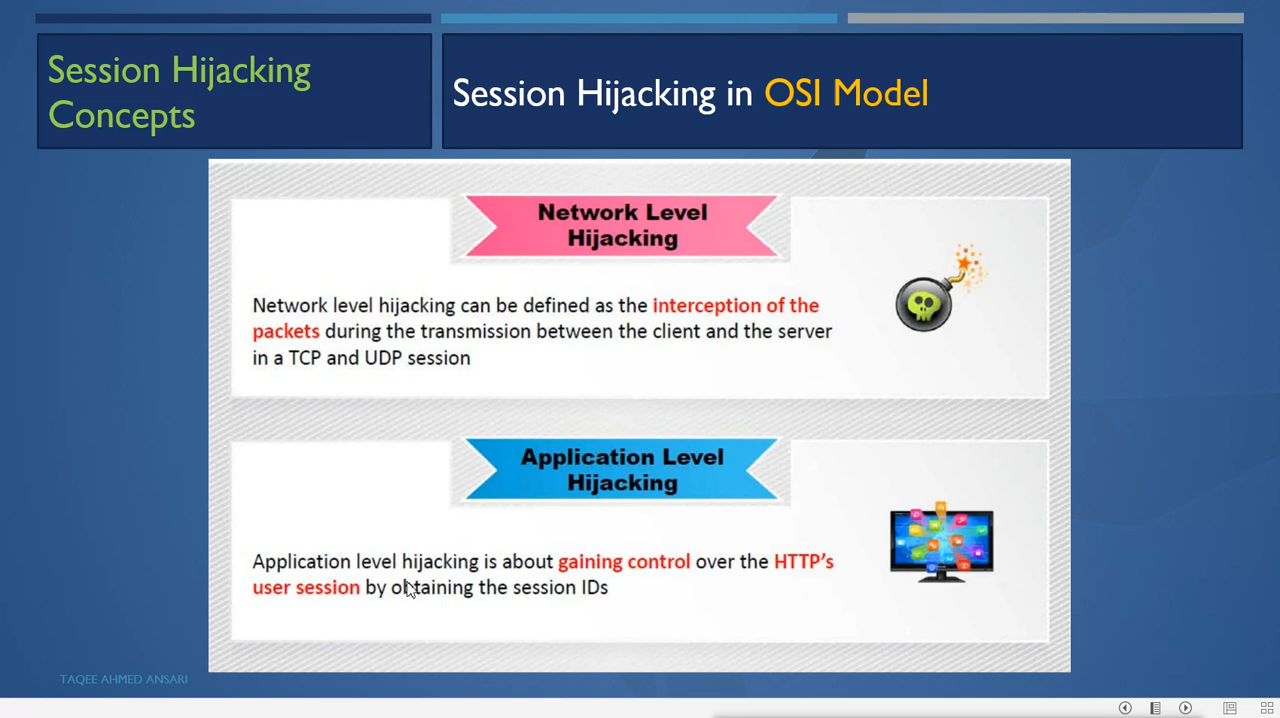 Session Hijacking
Concepts
Session Hijacking in OSI Model
Network Level
Hijacking
Network level hijacking can be defined as the interception of the
packets during the transmission between the client and the server
in a TCP and UDP session
Application Level
Hijacking
Application level hijacking is about gaining control over the HTTP's
user session by obtaining the session IDs
TAQEE AHMED ANSARI